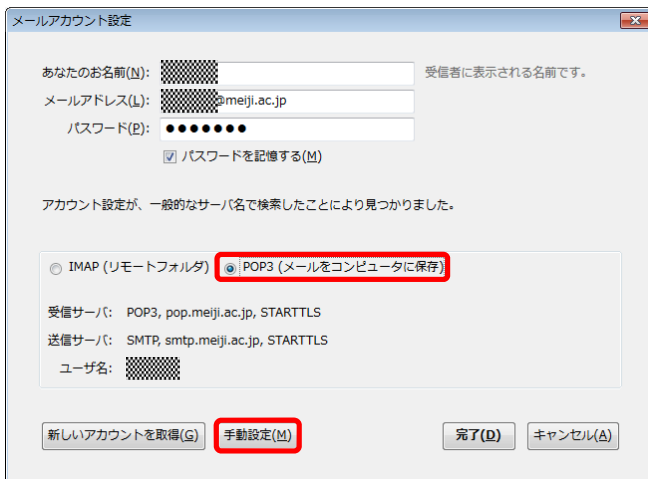 メールアカウント設定
あなたのお名前(N): 受信者に表示される名前です。
メールアドレス(L): @meiji.ac.jp
パスワード(P): ●●●●●●●
パスワードを記憶する(M)
アカウント設定が、一般的なサーバ名で検索したことにより見つかりました。
IMAP (リモートフォルダ) POP3 (メールをコンピュータに保存)
受信サーバ: POP3, pop.meiji.ac.jp, STARTTLS
送信サーバ: SMTP, smtp.meiji.ac.jp, STARTTLS
ユーザ名:
新しいアカウントを取得(G) 手動設定(M) 完了(D) キャンセル(A)